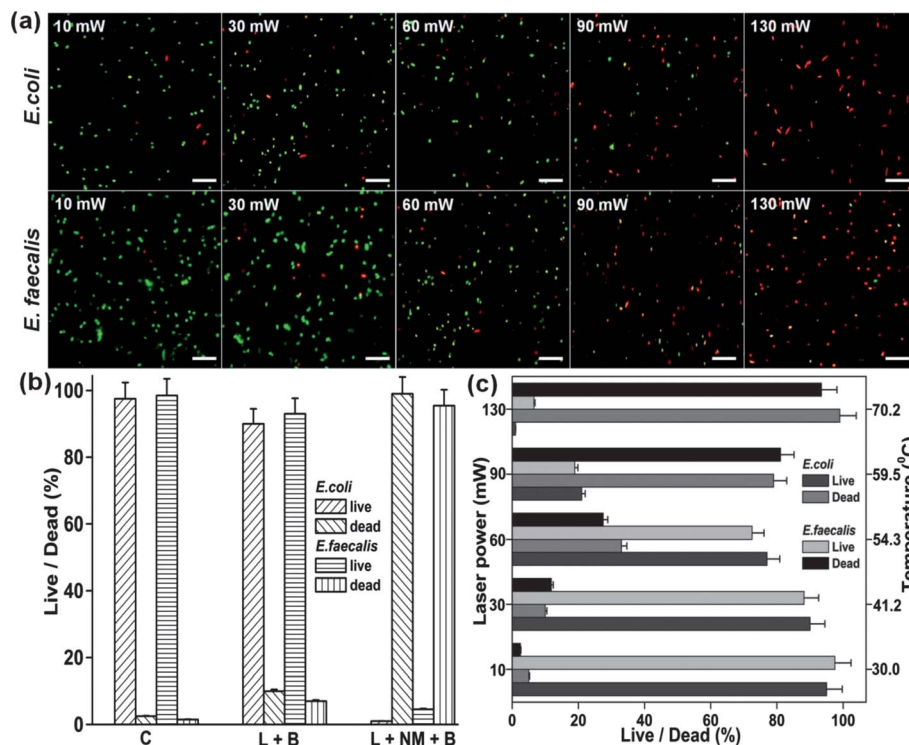 (a)
10 mW 30 mW 60 mW 90 mW 130 mW
E.coli
10 mW 30 mW 60 mW 90 mW 130 mW
E. faecalis
(b)
Live / Dead (%)
100
80
60
40
20
0
E.coli
live
dead
E.faecalis
live
dead
C L + B L + NM + B
(c)
Laser power (mW)
130
90
60
30
10
E.coli
Live
Dead
E.faecalis
Live
Dead
70.2
59.5
54.3
41.2
30.0
Temperature (⁰C)
0 20 40 60 80 100
Live / Dead (%)